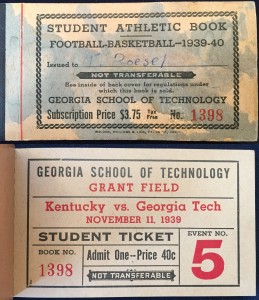 STUDENT ATHLETIC BOOK
FOOTBALL-BASKETBALL-1939-40
Issued to Roesel
NOT TRANSFERABLE
See inside of back cover for regulations under
which this book is sold.
GEORGIA SCHOOL OF TECHNOLOGY
Subscription Price $3.75 Tax Free No. 1398
GEORGIA SCHOOL OF TECHNOLOGY
GRANT FIELD
Kentucky vs. Georgia Tech
NOVEMBER 11, 1939
STUDENT TICKET
EVENT NO.
5
BOOK NO.
1398
Admit One-Price 40c
NOT TRANSFERABLE